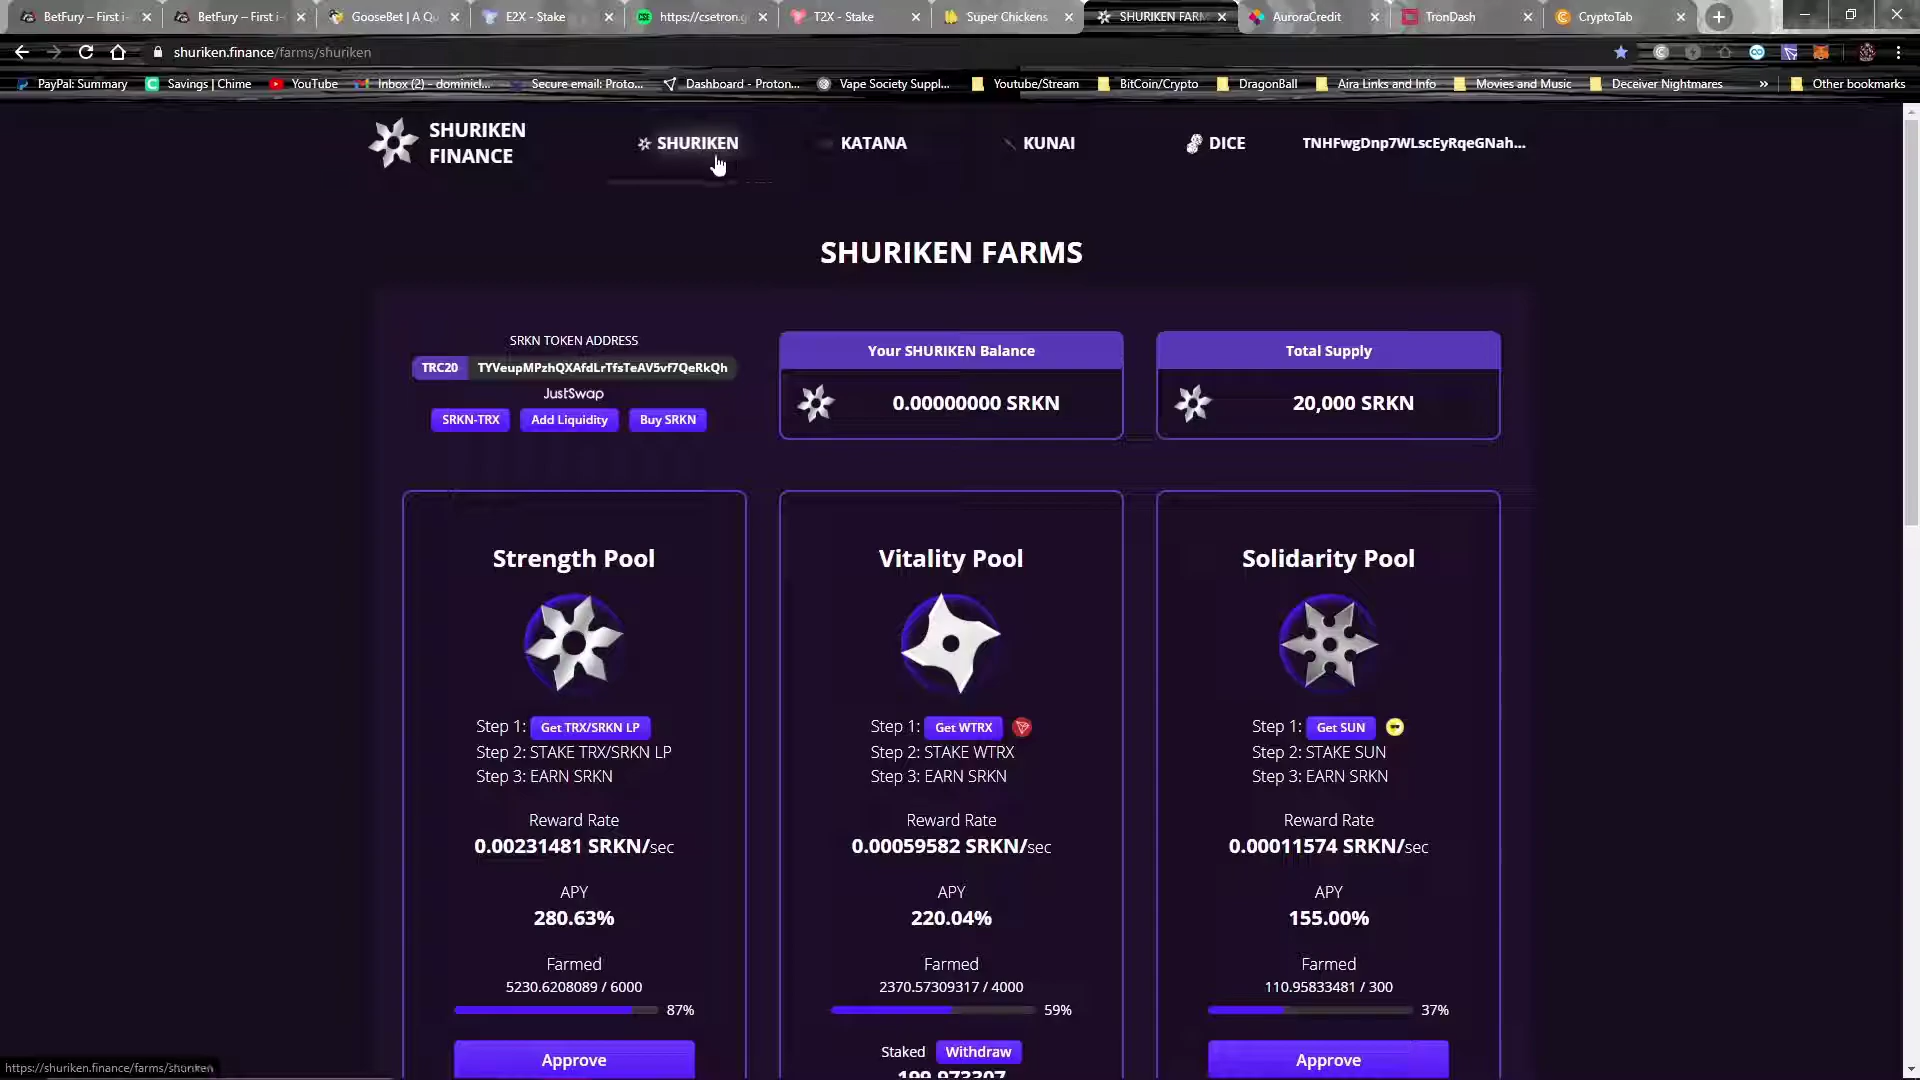 BetFury – First i-
BetFury – First i-
GooseBet | A Qu
E2X - Stake
https://csetron.g
T2X - Stake
Super Chickens
SHURIKEN FARM
AuroraCredit
TronDash
CryptoTab
shuriken.finance/farms/shuriken
PayPal: Summary
Savings | Chime
YouTube
Inbox (2) - dominicl...
Secure email: Proto...
Dashboard - Proton...
Vape Society Suppl...
Youtube/Stream
BitCoin/Crypto
DragonBall
Aira Links and Info
Movies and Music
Deceiver Nightmares
»
Other bookmarks
SHURIKEN
FINANCE
SHURIKEN
KATANA
KUNAI
DICE
TNHFwgDnp7WLscEyRqeGNah...
SHURIKEN FARMS
SRKN TOKEN ADDRESS
TRC20 TYVeupMPzhQXAfdLrTfsTeAV5vf7QeRkQh
JustSwap
SRKN-TRX Add Liquidity Buy SRKN
Your SHURIKEN Balance
0.00000000 SRKN
Total Supply
20,000 SRKN
Strength Pool
Step 1: Get TRX/SRKN LP
Step 2: STAKE TRX/SRKN LP
Step 3: EARN SRKN
Reward Rate
0.00231481 SRKN/sec
APY
280.63%
Farmed
5230.6208089 / 6000
87%
Approve
Vitality Pool
Step 1: Get WTRX
Step 2: STAKE WTRX
Step 3: EARN SRKN
Reward Rate
0.00059582 SRKN/sec
APY
220.04%
Farmed
2370.57309317 / 4000
59%
Staked Withdraw
199.973307
Solidarity Pool
Step 1: Get SUN
Step 2: STAKE SUN
Step 3: EARN SRKN
Reward Rate
0.00011574 SRKN/sec
APY
155.00%
Farmed
110.95833481 / 300
37%
Approve
https://shuriken.finance/farms/shuriken